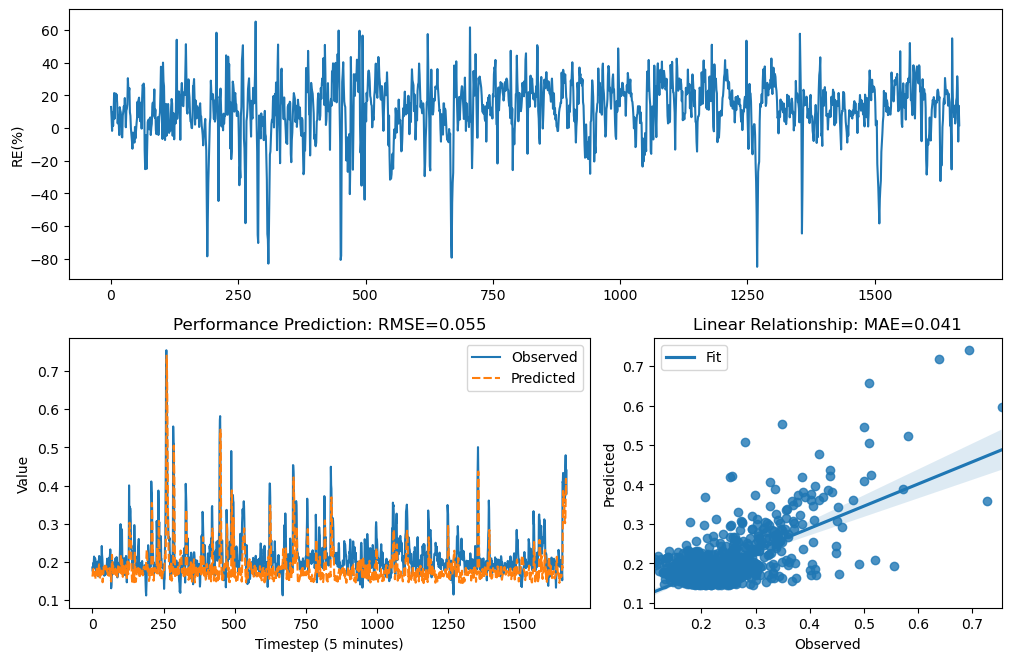 RE(%)
60
40
20
0
−20
−40
−60
−80
0 250 500 750 1000 1250 1500
Performance Prediction: RMSE=0.055
Value
0.7
0.6
0.5
0.4
0.3
0.2
0.1
Observed
Predicted
0 250 500 750 1000 1250 1500
Timestep (5 minutes)
Linear Relationship: MAE=0.041
Predicted
0.7
0.6
0.5
0.4
0.3
0.2
0.1
Fit
0.2 0.3 0.4 0.5 0.6 0.7
Observed